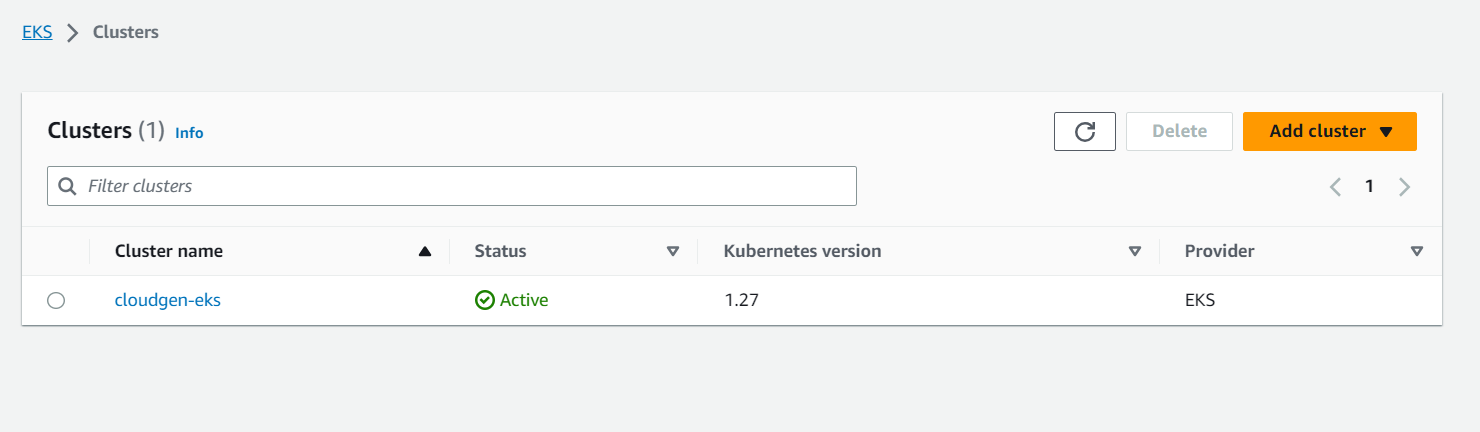 EKS > Clusters
Clusters (1) Info
Delete
Add cluster
Filter clusters
1
Cluster name Status Kubernetes version Provider
cloudgen-eks Active 1.27 EKS